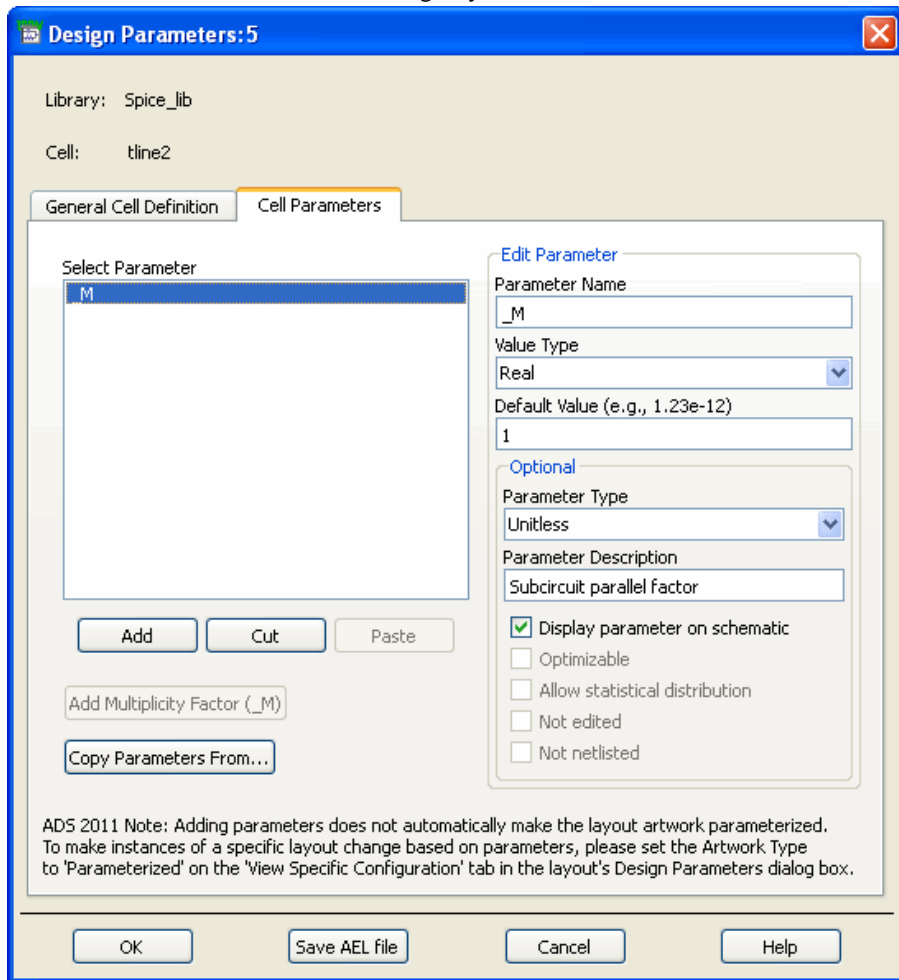 Design Parameters:5
Library: Spice_lib
Cell: tline2
General Cell Definition
Cell Parameters
Select Parameter
_M
Add
Cut
Paste
Add Multiplicity Factor (_M)
Copy Parameters From...
Edit Parameter
Parameter Name
_M
Value Type
Real
Default Value (e.g., 1.23e-12)
1
Optional
Parameter Type
Unitless
Parameter Description
Subcircuit parallel factor
Display parameter on schematic
Optimizable
Allow statistical distribution
Not edited
Not netlisted
ADS 2011 Note: Adding parameters does not automatically make the layout artwork parameterized.
To make instances of a specific layout change based on parameters, please set the Artwork Type
to 'Parameterized' on the 'View Specific Configuration' tab in the layout's Design Parameters dialog box.
OK
Save AEL file
Cancel
Help